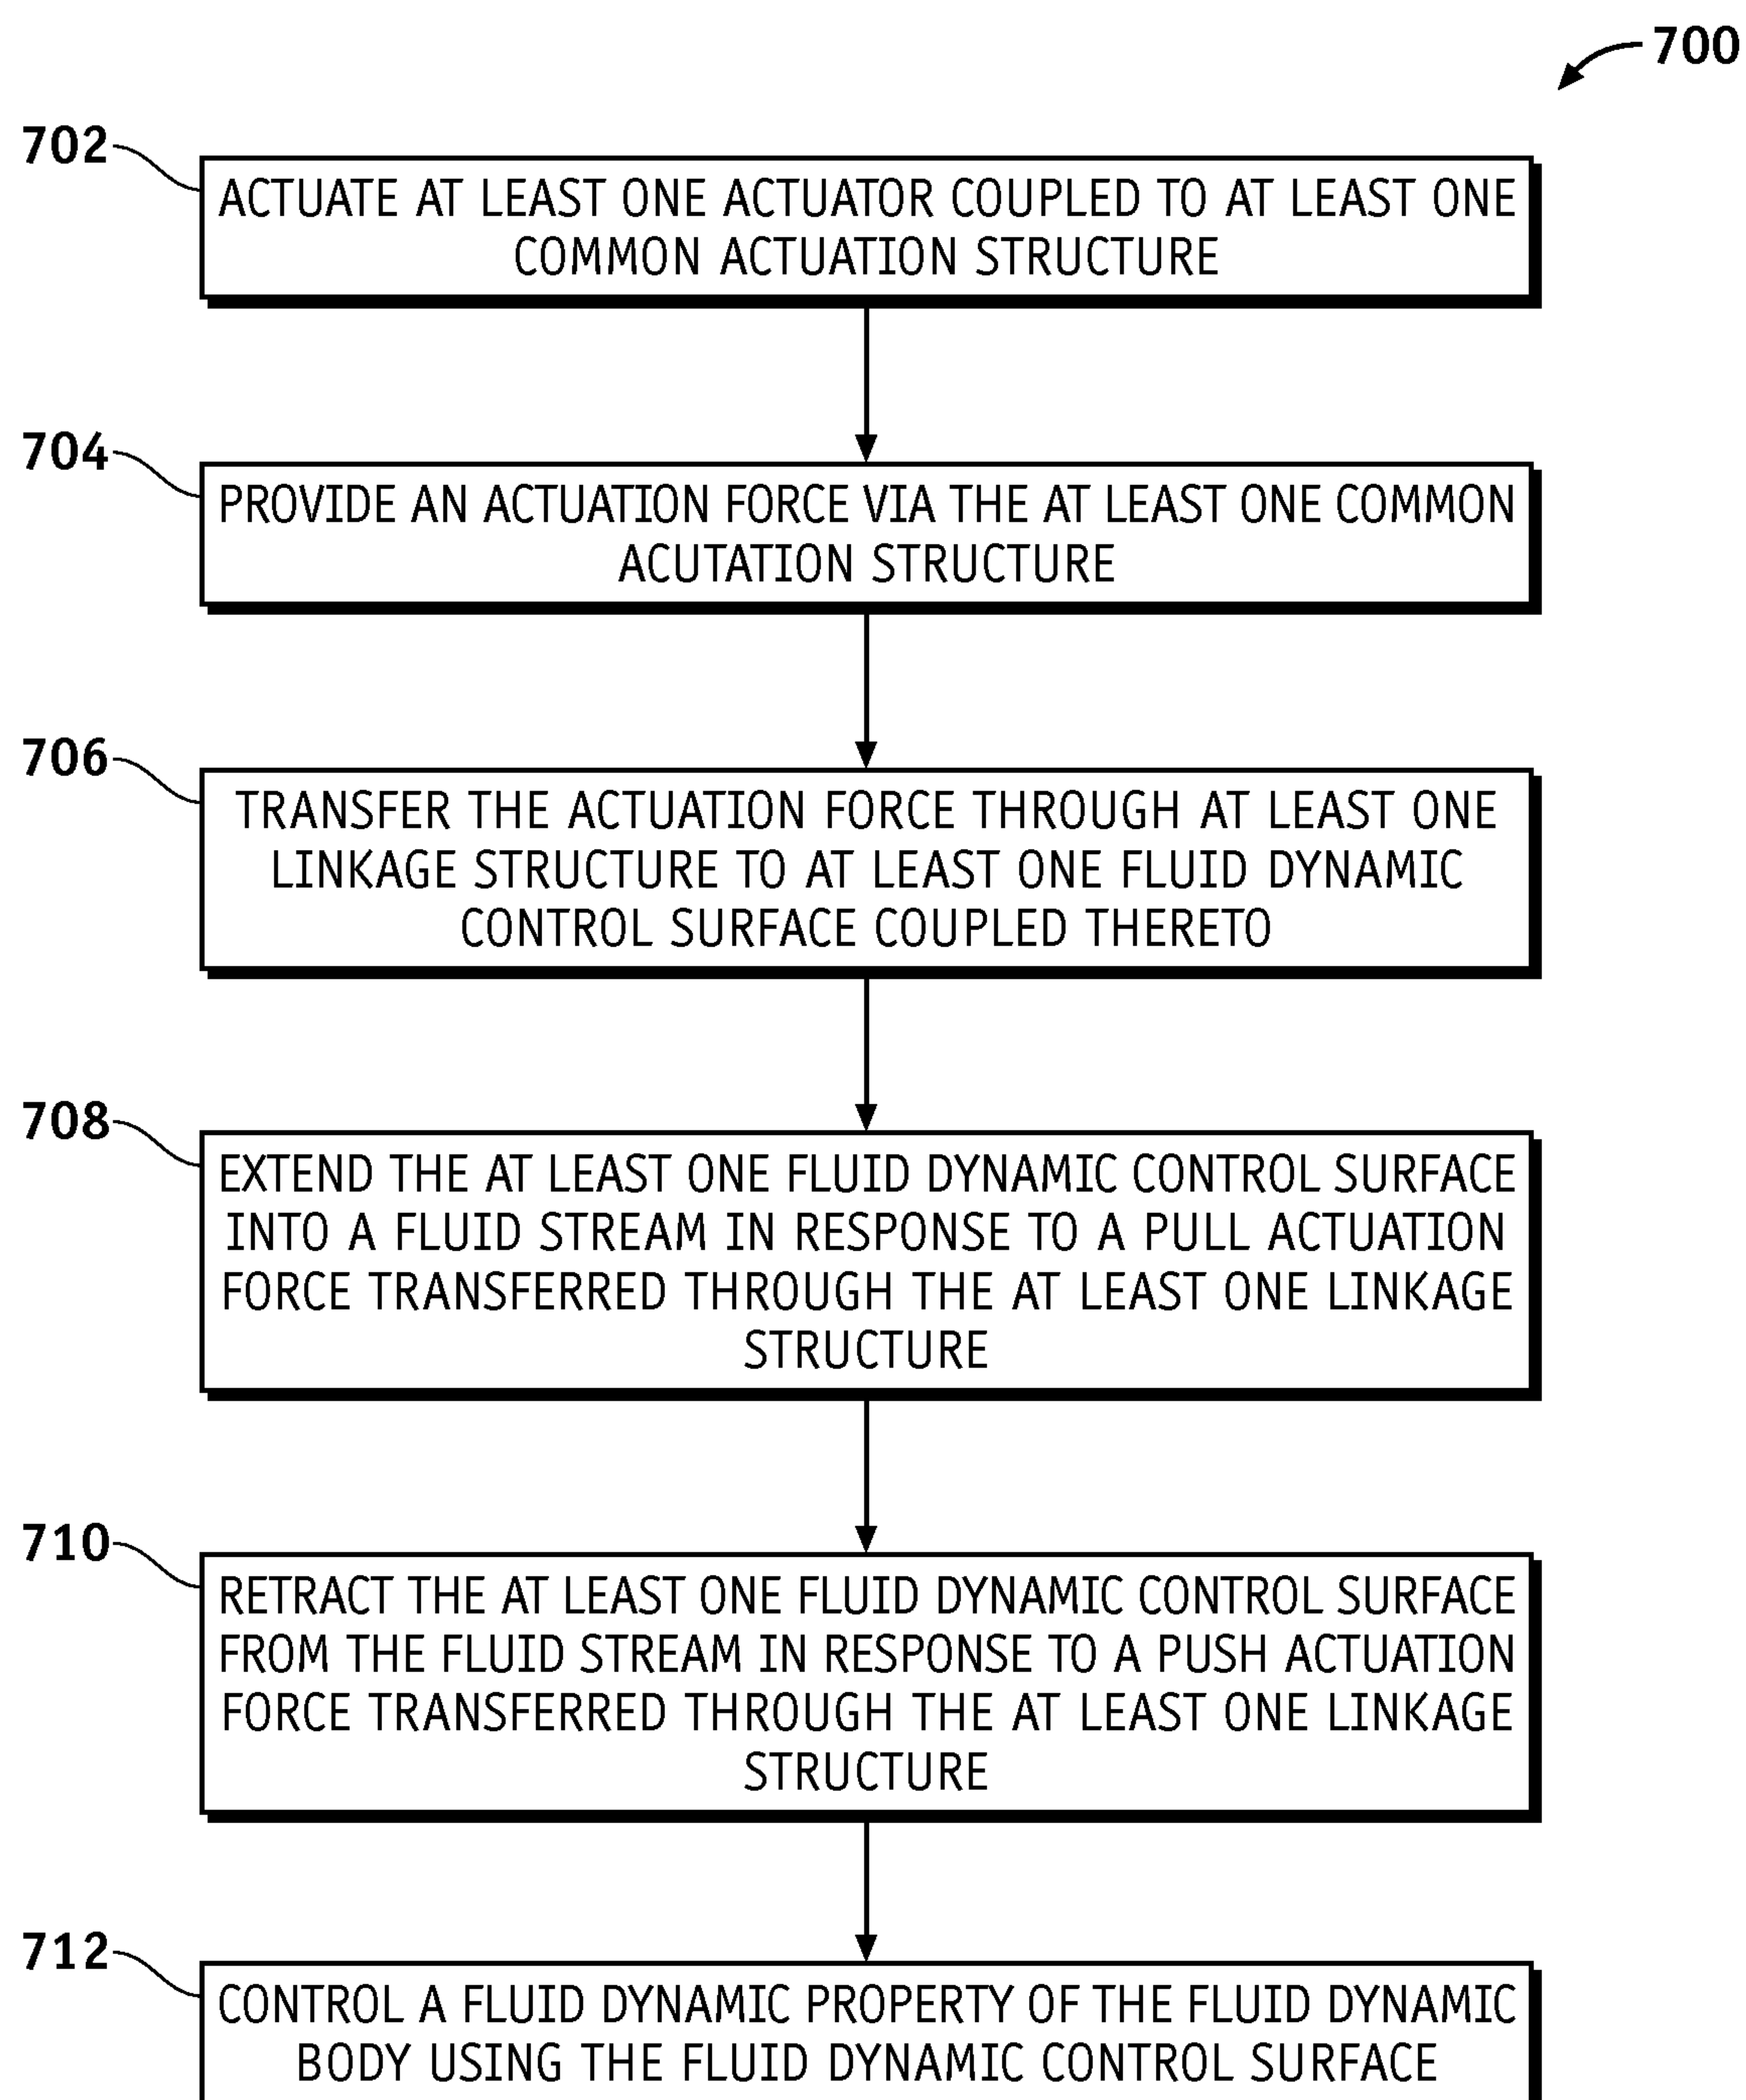 700
702
ACTUATE AT LEAST ONE ACTUATOR COUPLED TO AT LEAST ONE
COMMON ACTUATION STRUCTURE
704
PROVIDE AN ACTUATION FORCE VIA THE AT LEAST ONE COMMON
ACUTATION STRUCTURE
706
TRANSFER THE ACTUATION FORCE THROUGH AT LEAST ONE
LINKAGE STRUCTURE TO AT LEAST ONE FLUID DYNAMIC
CONTROL SURFACE COUPLED THERETO
708
EXTEND THE AT LEAST ONE FLUID DYNAMIC CONTROL SURFACE
INTO A FLUID STREAM IN RESPONSE TO A PULL ACTUATION
FORCE TRANSFERRED THROUGH THE AT LEAST ONE LINKAGE
STRUCTURE
710
RETRACT THE AT LEAST ONE FLUID DYNAMIC CONTROL SURFACE
FROM THE FLUID STREAM IN RESPONSE TO A PUSH ACTUATION
FORCE TRANSFERRED THROUGH THE AT LEAST ONE LINKAGE
STRUCTURE
712
CONTROL A FLUID DYNAMIC PROPERTY OF THE FLUID DYNAMIC
BODY USING THE FLUID DYNAMIC CONTROL SURFACE